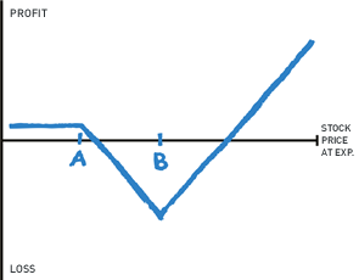 PROFIT
A
B
STOCK
PRICE
AT EXP.
LOSS